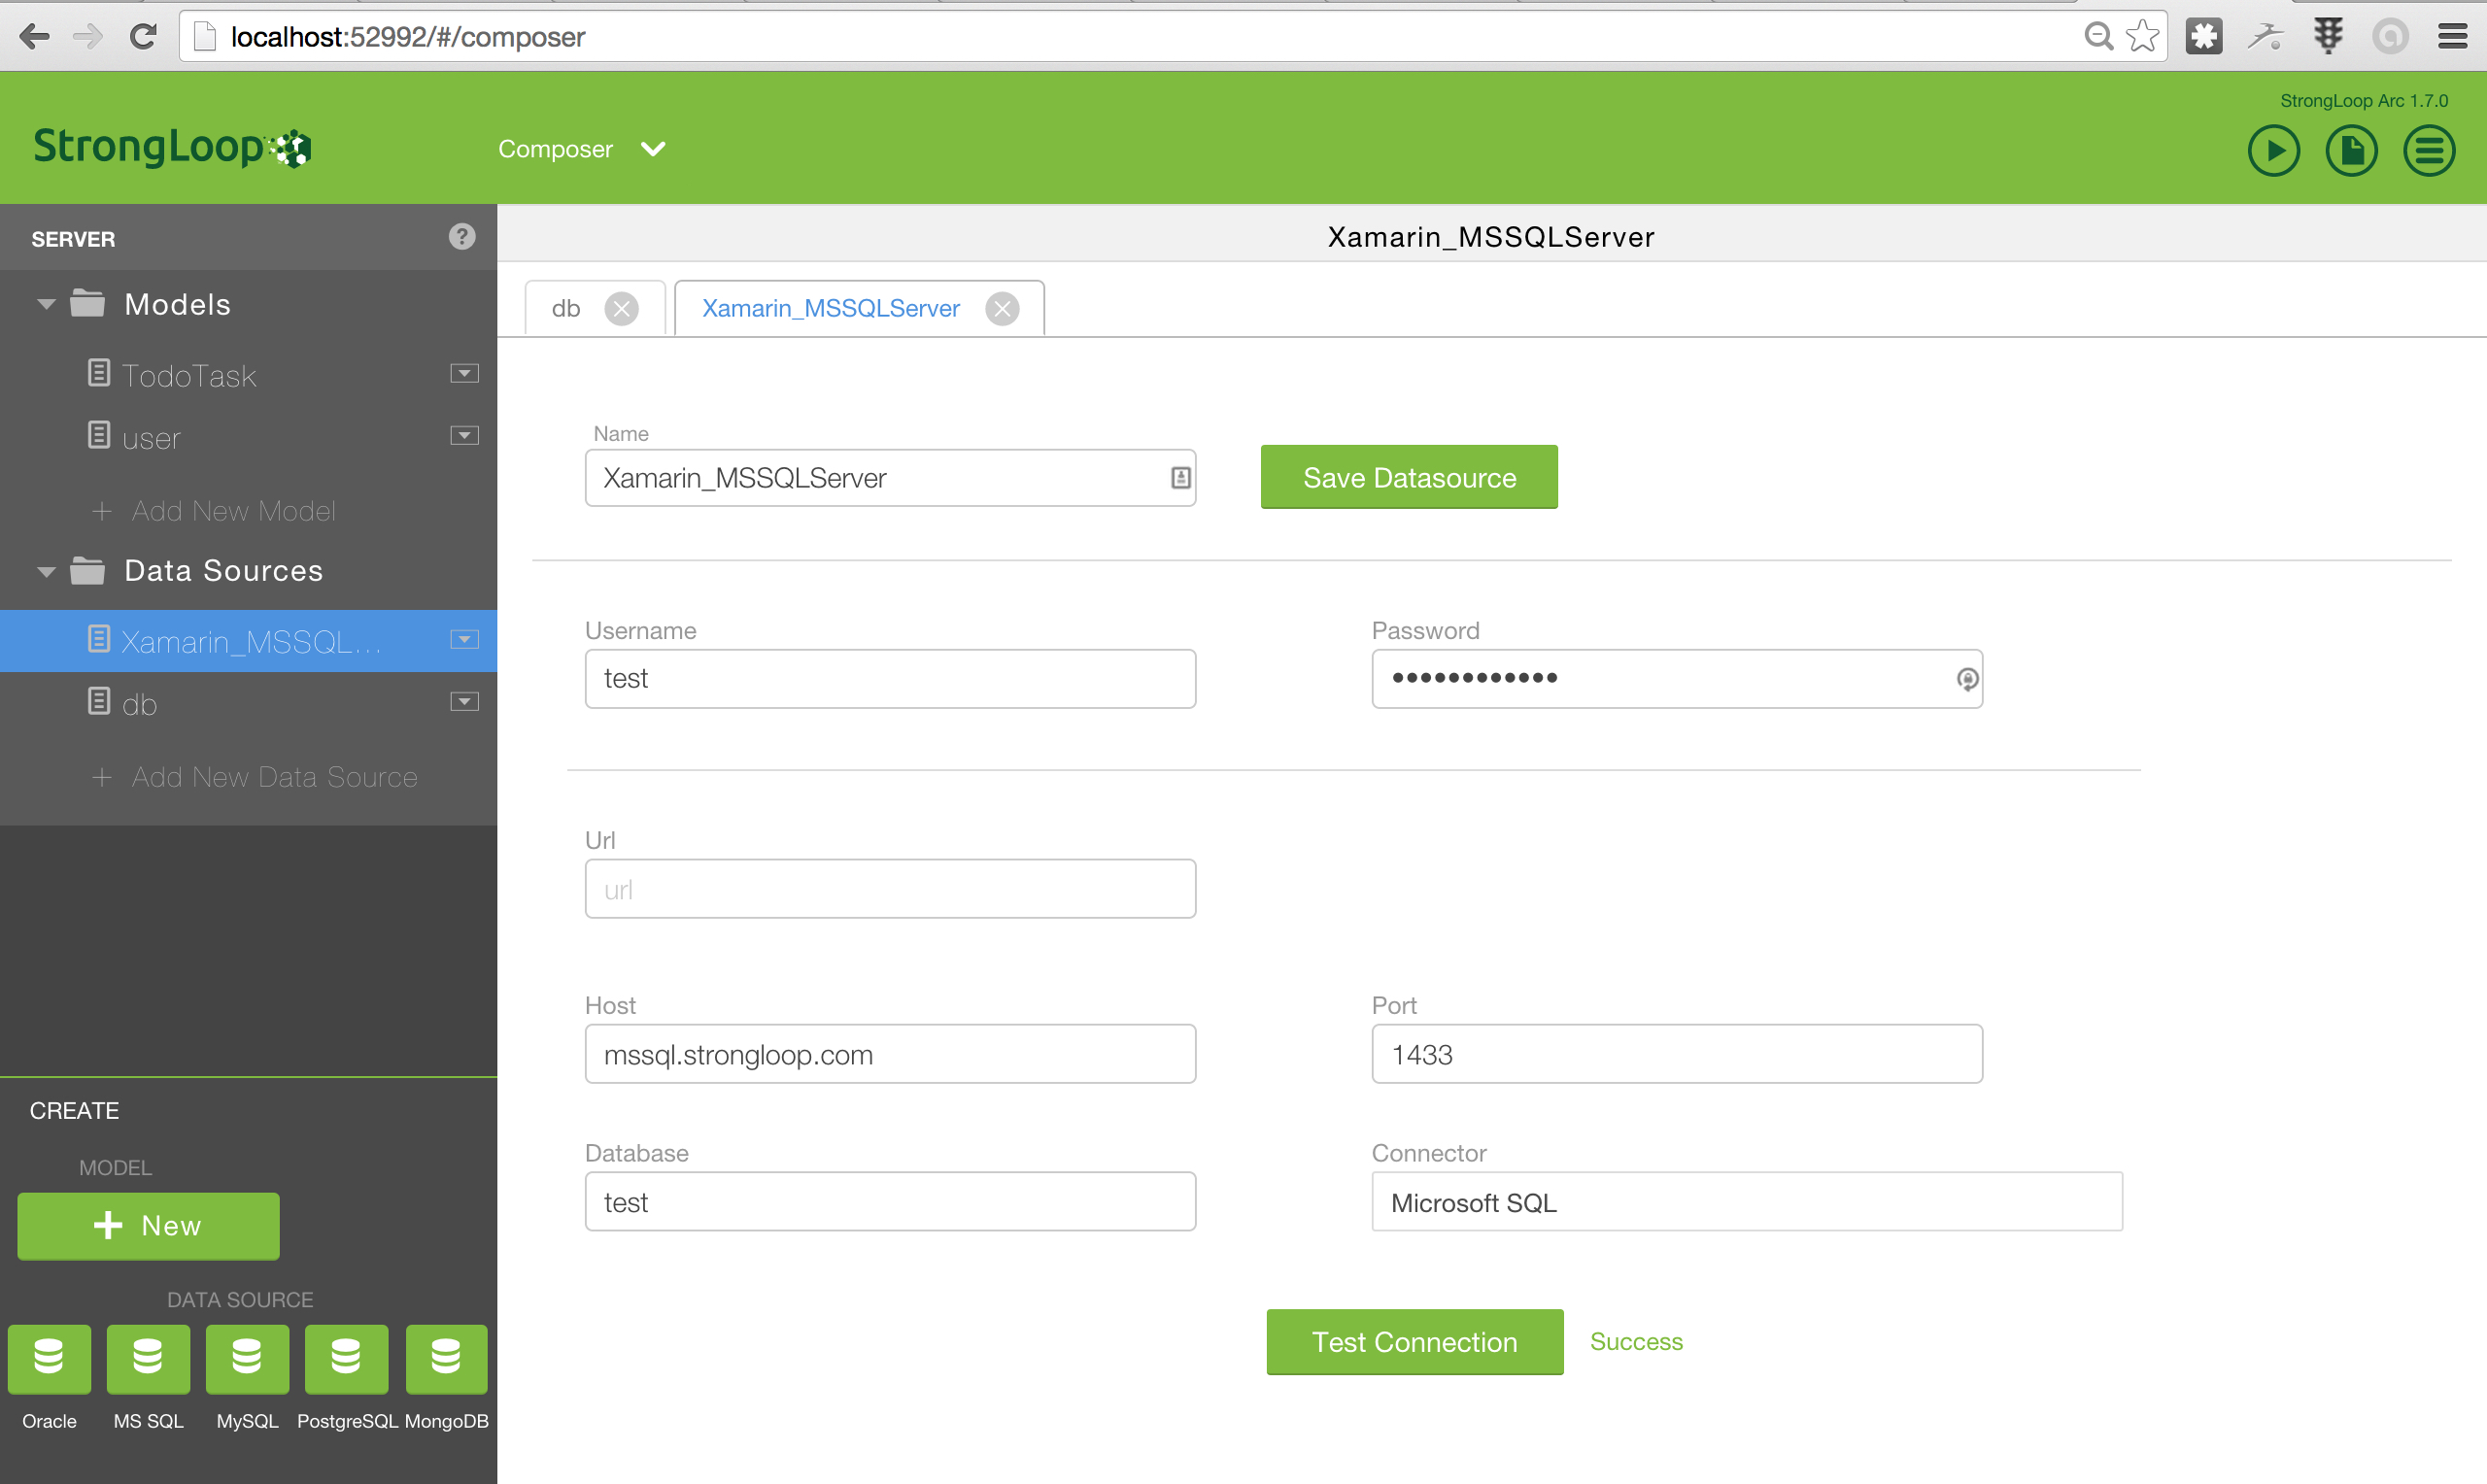 localhost:52992/#/composer
StrongLoop Arc 1.7.0
StrongLoop
Composer
SERVER
?
Xamarin_MSSQLServer
Models
db
Xamarin_MSSQLServer
TodoTask
user
+ Add New Model
Name
Xamarin_MSSQLServer
Save Datasource
Data Sources
Xamarin_MSSQL...
db
+ Add New Data Source
Username
Password
test
••••••••••••
Url
url
Host
Port
mssql.strongloop.com
1433
Database
Connector
test
Microsoft SQL
Test Connection
Success
CREATE
MODEL
+ New
DATA SOURCE
Oracle
MS SQL
MySQL
PostgreSQL
MongoDB